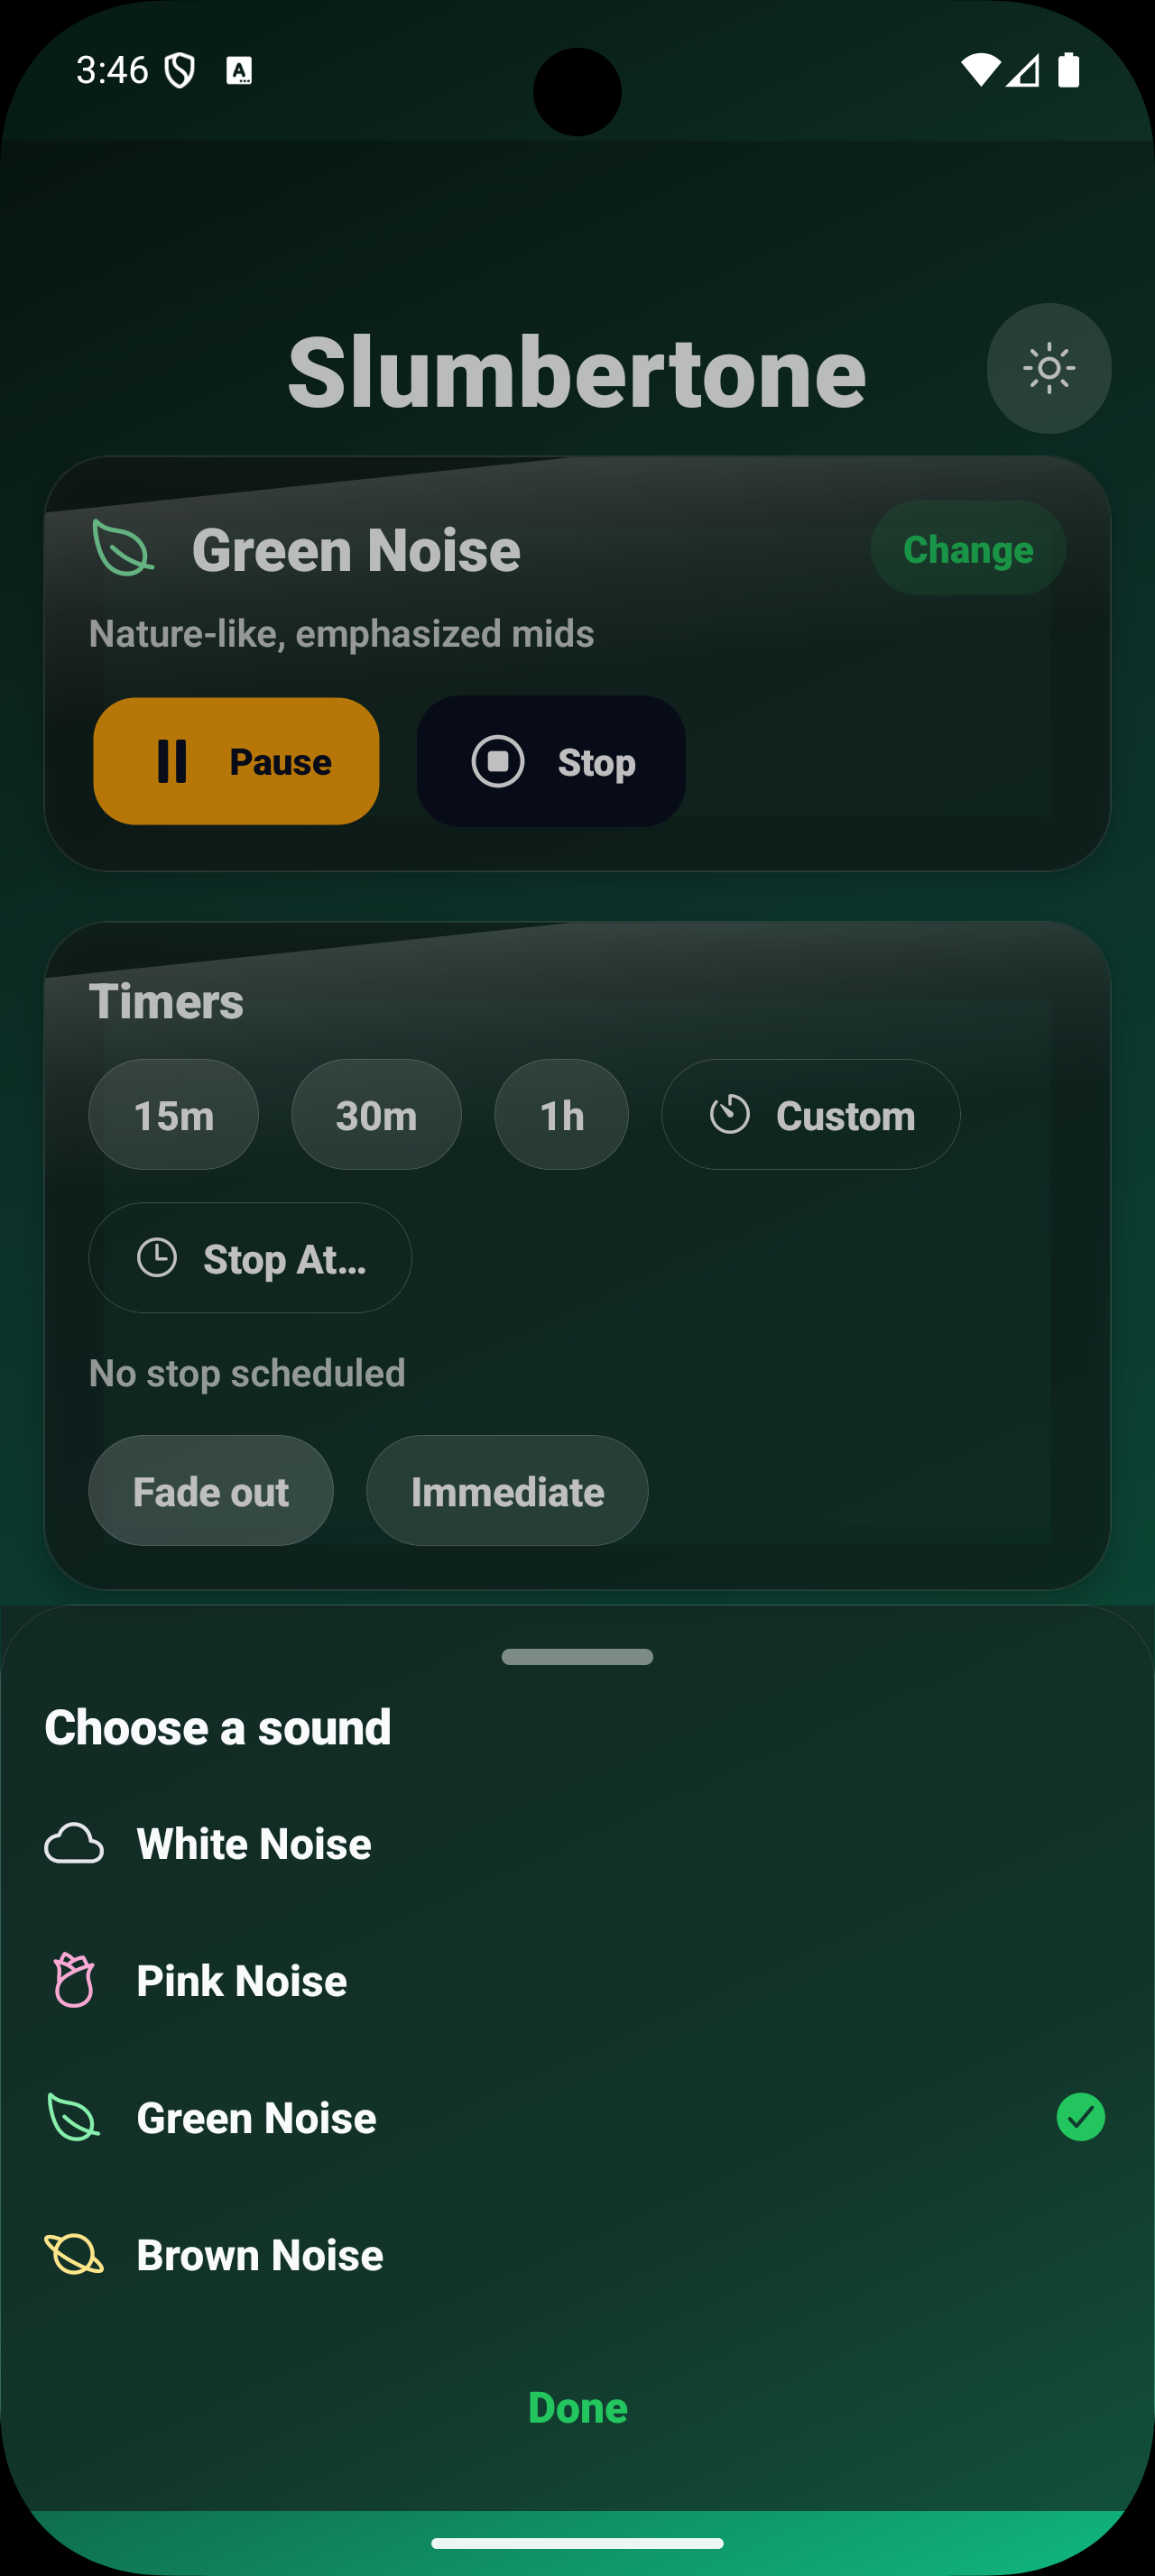 3:46
Slumbertone
Green Noise
Change
Nature-like, emphasized mids
Pause
Stop
Timers
15m
30m
1h
Custom
Stop At...
No stop scheduled
Fade out
Immediate
Choose a sound
White Noise
Pink Noise
Green Noise
Brown Noise
Done